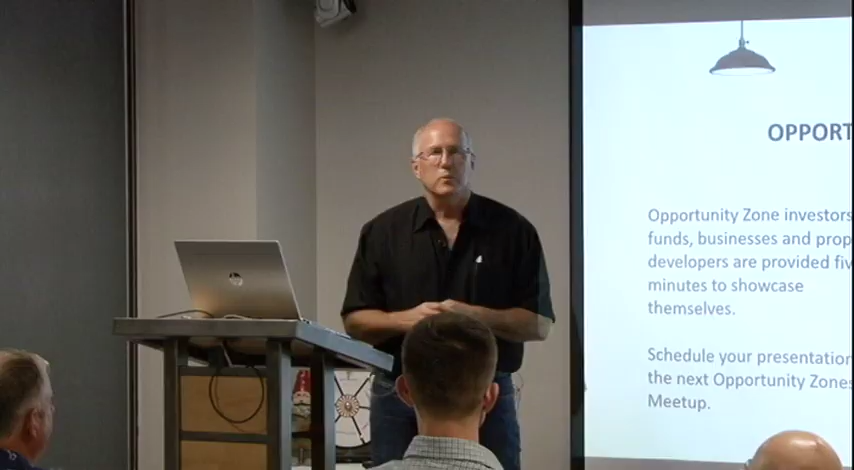 OPPORT
Opportunity Zone investors
funds, businesses and prop
developers are provided fiv
minutes to showcase
themselves.
Schedule your presentation
the next Opportunity Zones
Meetup.
hp